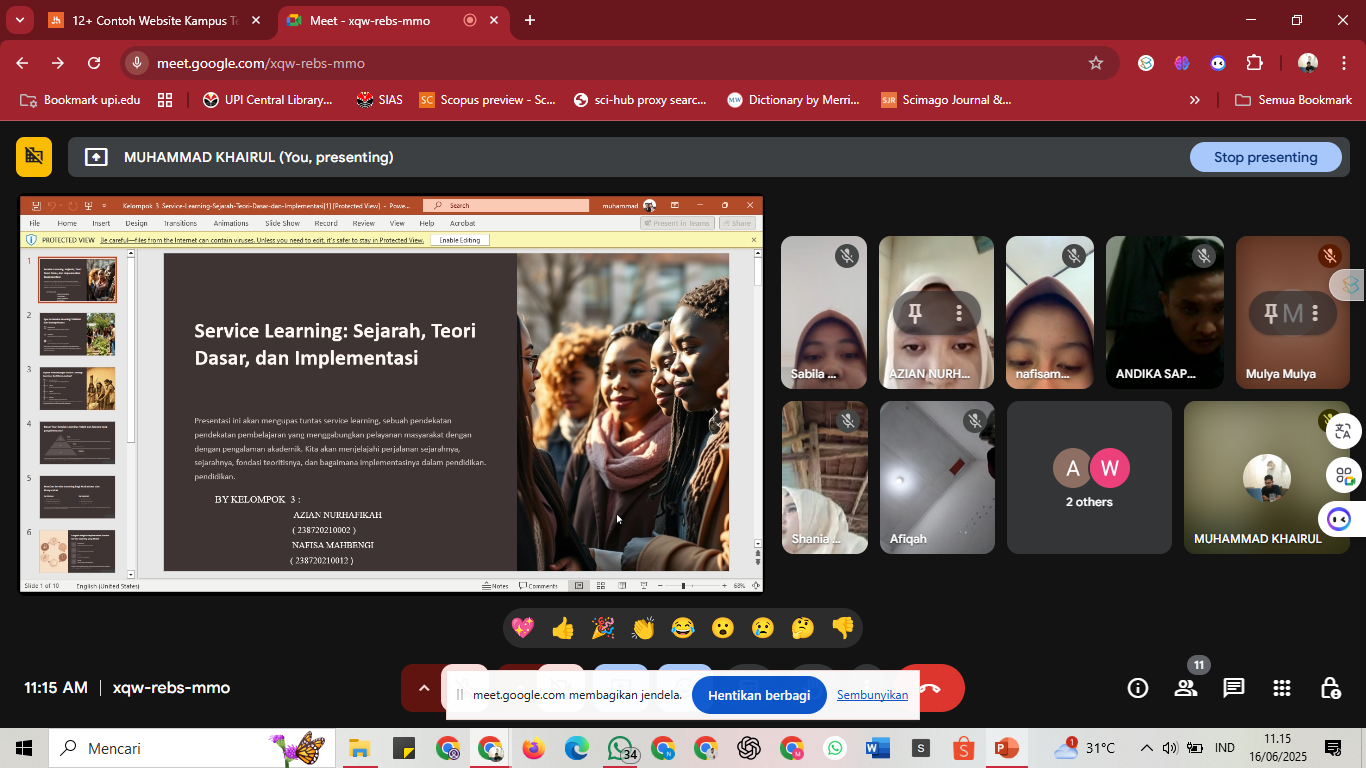 12+ Contoh Website Kampus Te
Meet - xqw-rebs-mmo
meet.google.com/xqw-rebs-mmo
Bookmark upi.edu
UPI Central Library...
SIAS
SC Scopus preview - Sc...
sci-hub proxy searc...
MW Dictionary by Merri...
SJR Scimago Journal &...
Semua Bookmark
MUHAMMAD KHAIRUL (You, presenting)
Stop presenting
Kelompok 3 Service-Learning-Sejarah-Teori-Dasar-dan-Implementasi[1] [Protected View] - Powe...
Search
muhammad
File Home Insert Design Transitions Animations Slide Show Record Review View Help Acrobat
Present in Teams
Share
PROTECTED VIEW Be careful—files from the Internet can contain viruses. Unless you need to edit, it's safer to stay in Protected View.
Enable Editing
1
2
3
4
5
6
Service Learning: Sejarah, Teori
Dasar, dan Implementasi
Presentasi ini akan mengupas tuntas service learning, sebuah pendekatan
pendekatan pembelajaran yang menggabungkan pelayanan masyarakat dengan
dengan pengalaman akademik. Kita akan menjelajahi perjalanan sejarahnya,
sejarahnya, fondasi teoritisnya, dan bagaimana implementasinya dalam pendidikan.
pendidikan.
BY KELOMPOK 3 :
AZIAN NURHAFIKAH
( 238720210002 )
NAFISA MAHBENGI
( 238720210012 )
Slide 1 of 10
English (United States)
Notes
Comments
68%
Sabila ...
AZIAN NURH...
nafisam...
ANDIKA SAP...
M
Mulya Mulya
Shania ...
Afiqah
A W
2 others
MUHAMMAD KHAIRUL
11:15 AM | xqw-rebs-mmo
meet.google.com membagikan jendela.
Hentikan berbagi
Sembunyikan
11
Mencari
34
1
31°C
IND
11.15
16/06/2025